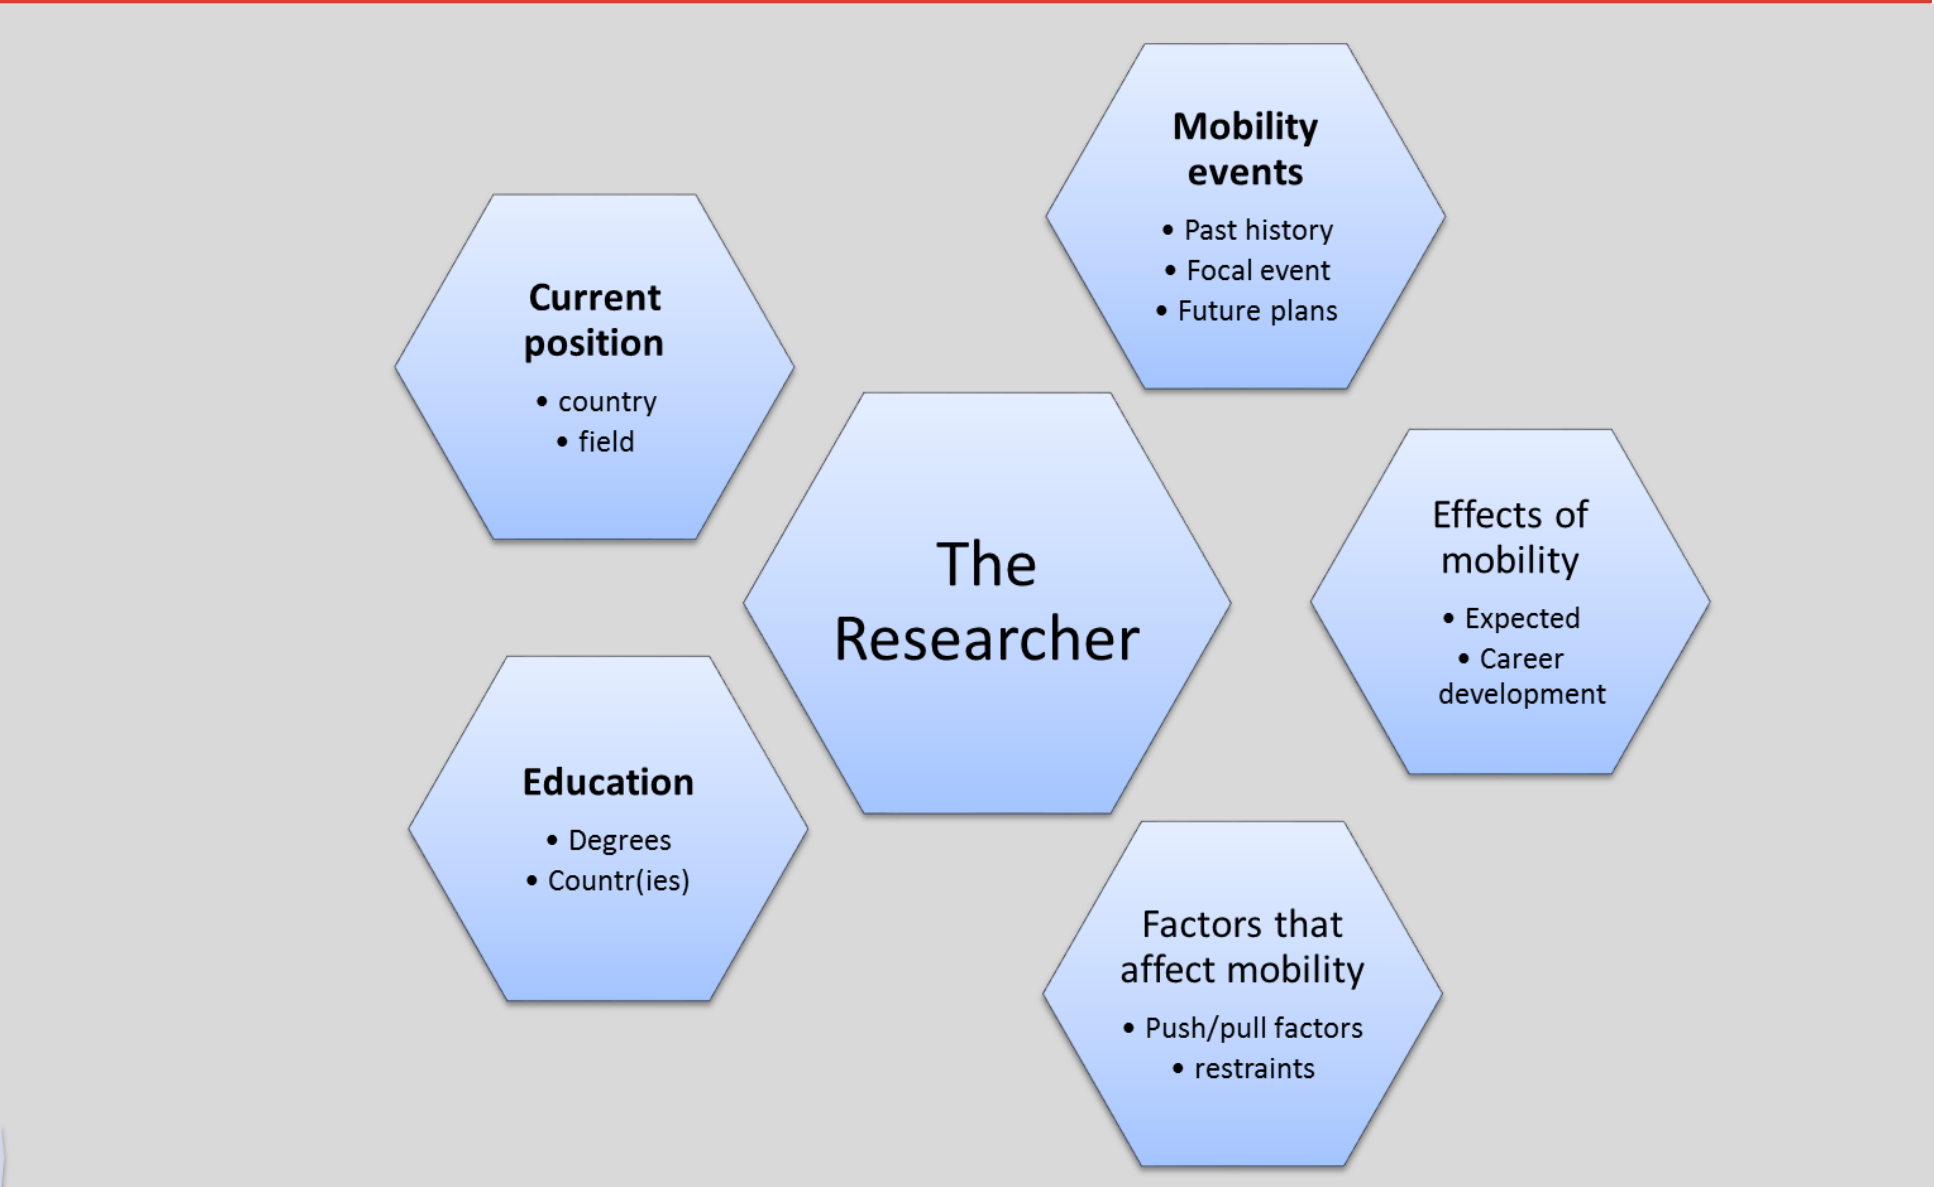 Mobility
events
• Past history
• Focal event
• Future plans
Current
position
• country
• field
The
Researcher
Effects of
mobility
• Expected
• Career
development
Education
• Degrees
• Countr(ies)
Factors that
affect mobility
• Push/pull factors
• restraints